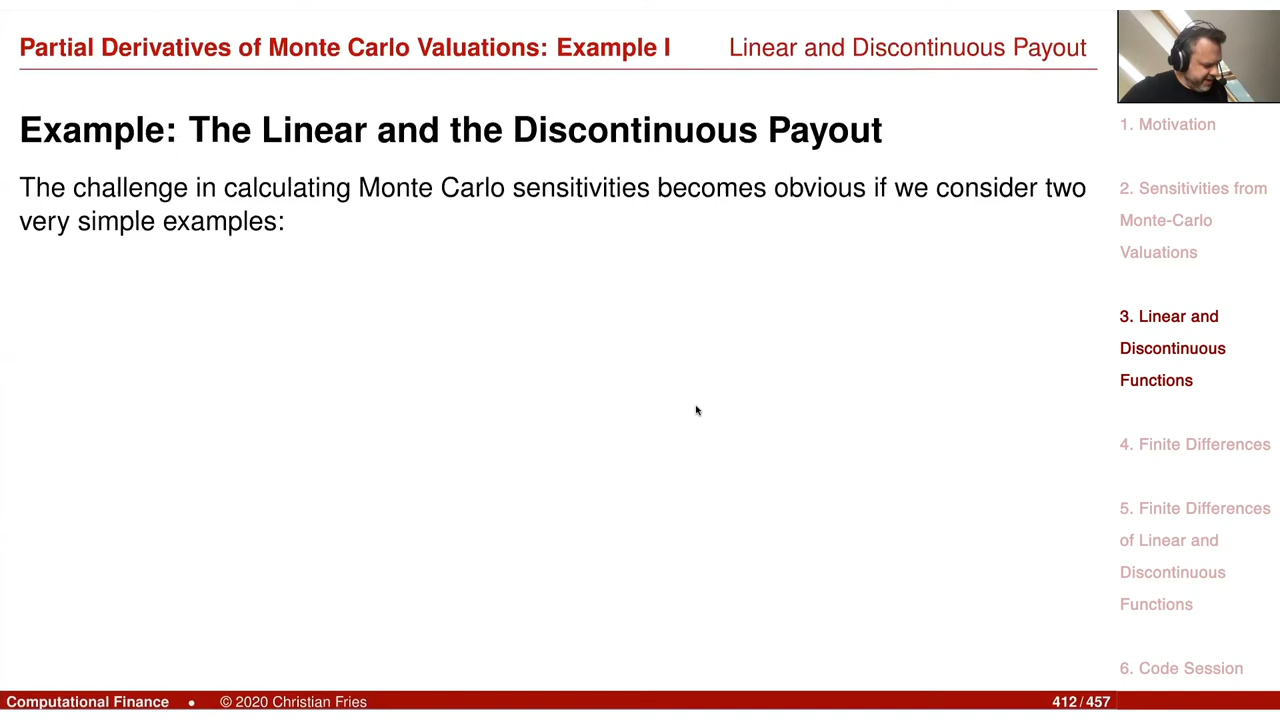 Partial Derivatives of Monte Carlo Valuations: Example I
Linear and Discontinuous Payout
Example: The Linear and the Discontinuous Payout
The challenge in calculating Monte Carlo sensitivities becomes obvious if we consider two
very simple examples:
1. Motivation
2. Sensitivities from
Monte-Carlo
Valuations
3. Linear and
Discontinuous
Functions
4. Finite Differences
5. Finite Differences
of Linear and
Discontinuous
Functions
6. Code Session
Computational Finance • © 2020 Christian Fries
412/457